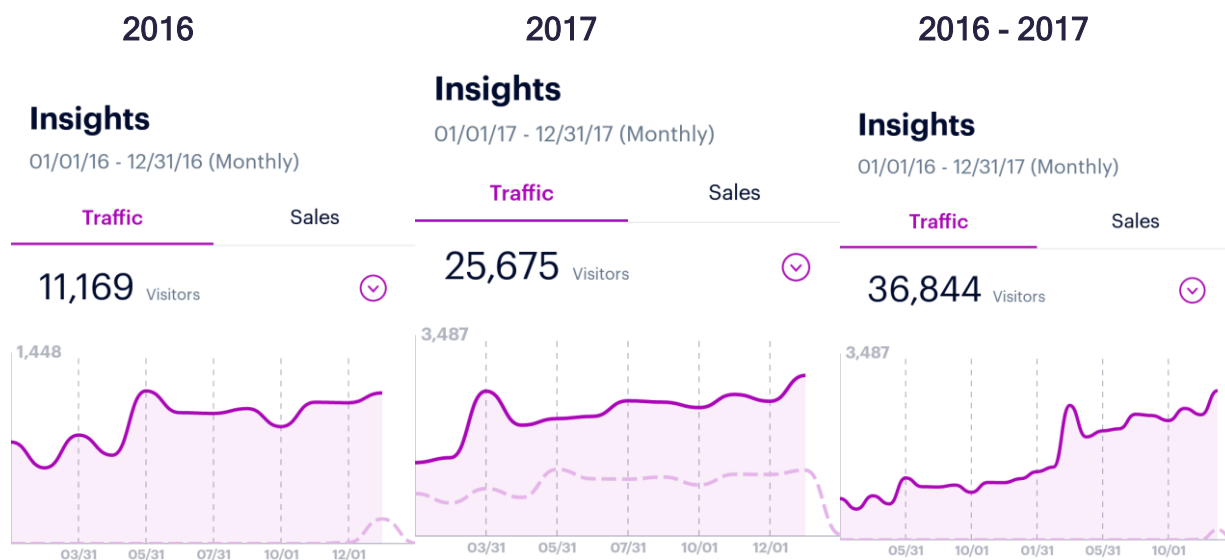 2016
Insights
01/01/16 - 12/31/16 (Monthly)
Traffic Sales
11,169 Visitors
1,448
03/31 05/31 07/31 10/01 12/01
2017
Insights
01/01/17 - 12/31/17 (Monthly)
Traffic Sales
25,675 Visitors
3,487
03/31 05/31 07/31 10/01 12/01
2016 - 2017
Insights
01/01/16 - 12/31/17 (Monthly)
Traffic Sales
36,844 Visitors
3,487
05/31 10/01 01/31 05/31 10/01